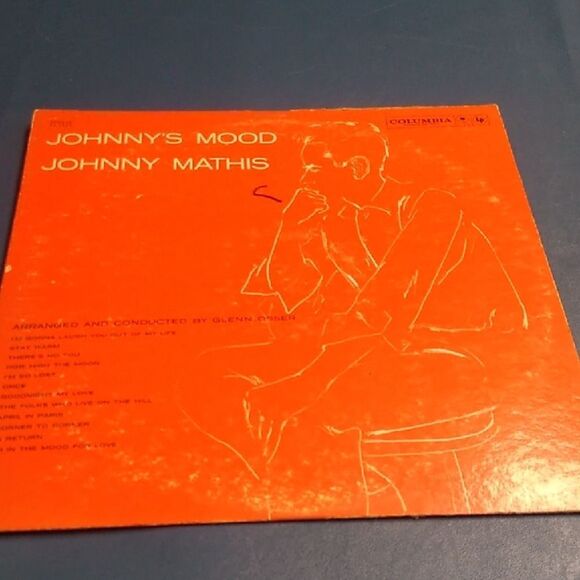 JOHNNY'S MOOD
JOHNNY MATHIS
COLUMBIA
ARRANGED AND CONDUCTED BY GLENN OSSER
I'M GONNA LAUGH YOU OUT OF MY LIFE
STAY WARM
THERE'S NO YOU
HOW HIGH THE MOON
I'M SO LOST
ONCE
GOODNIGHT MY LOVE
THE FOLKS WHO LIVE ON THE HILL
APRIL IN PARIS
CORNER TO CORNER
RETURN
IN THE MOOD FOR LOVE